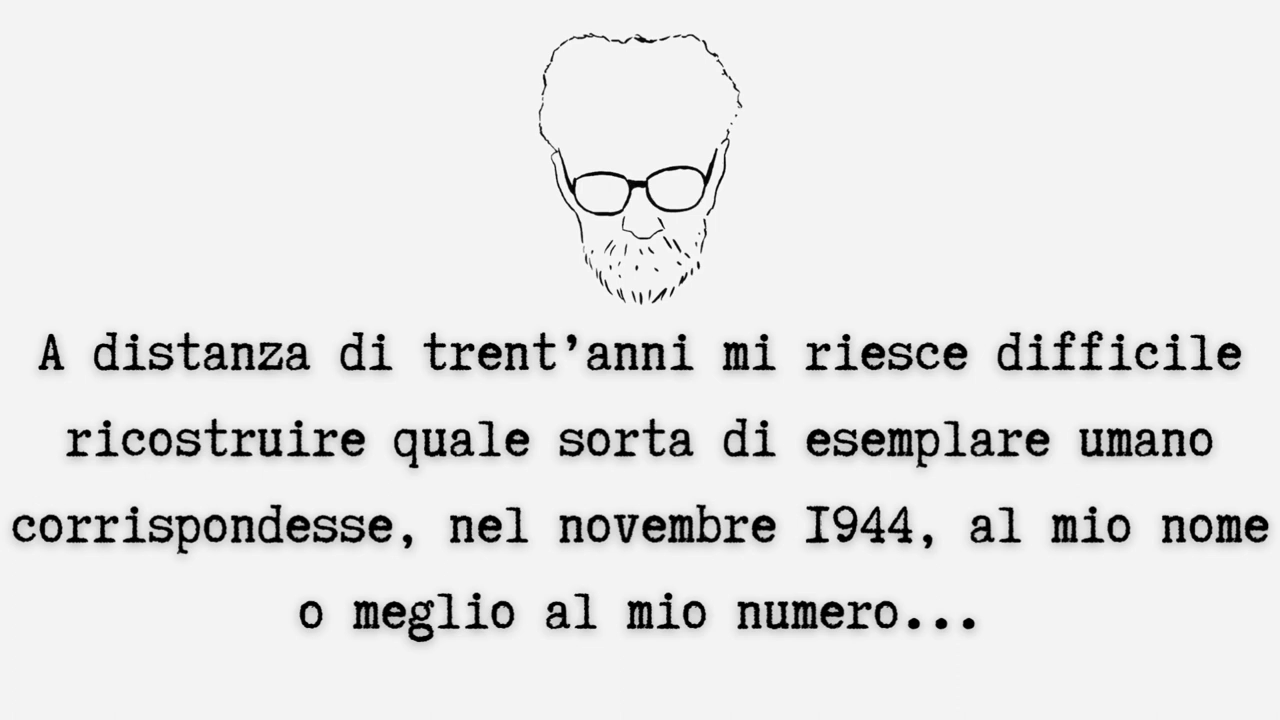 A distanza di trent’anni mi riesce difficile
ricostruire quale sorta di esemplare umano
corrispondesse, nel novembre 1944, al mio nome
o meglio al mio numero...